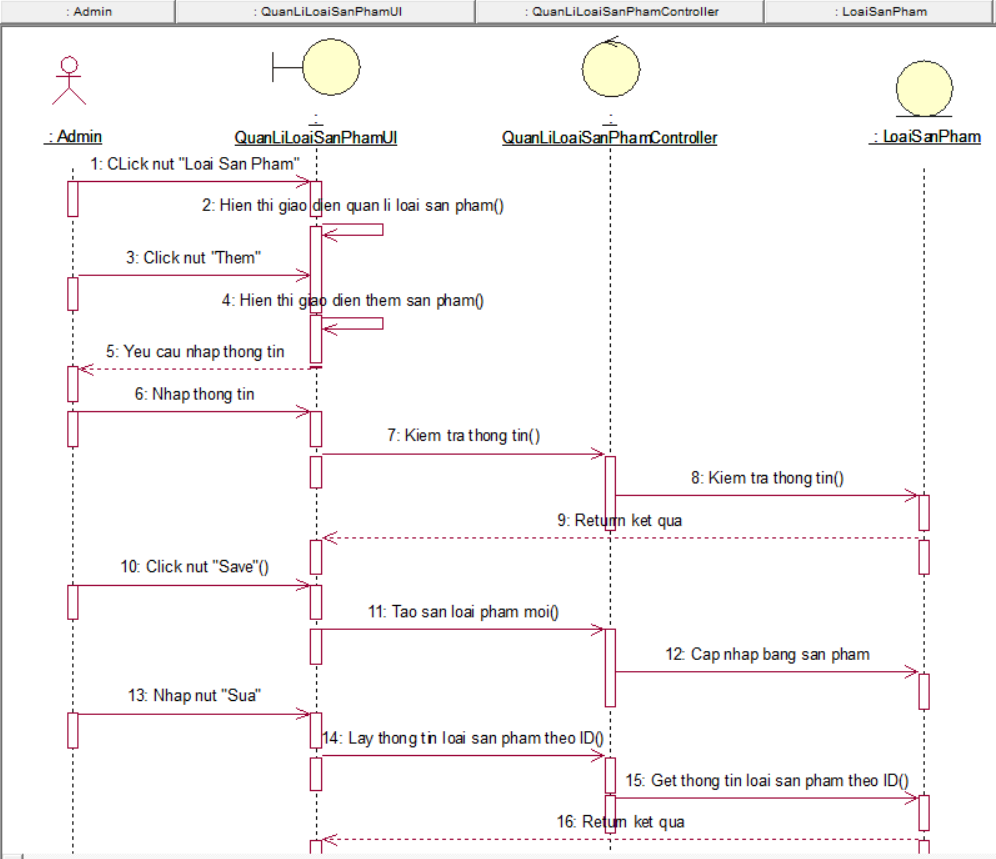 : Admin
: QuanLiLoaiSanPhamUI
: QuanLiLoaiSanPhamController
: LoaiSanPham
: Admin
:
QuanLiLoaiSanPhamUI
:
QuanLiLoaiSanPhamController
: LoaiSanPham
1: CLick nut "Loai San Pham"
2: Hien thi giao dien quan li loai san pham()
3: Click nut "Them"
4: Hien thi giao dien them san pham()
5: Yeu cau nhap thong tin
6: Nhap thong tin
7: Kiem tra thong tin()
8: Kiem tra thong tin()
9: Return ket qua
10: Click nut "Save"()
11: Tao san loai pham moi()
12: Cap nhap bang san pham
13: Nhap nut "Sua"
14: Lay thong tin loai san pham theo ID()
15: Get thong tin loai san pham theo ID()
16: Return ket qua